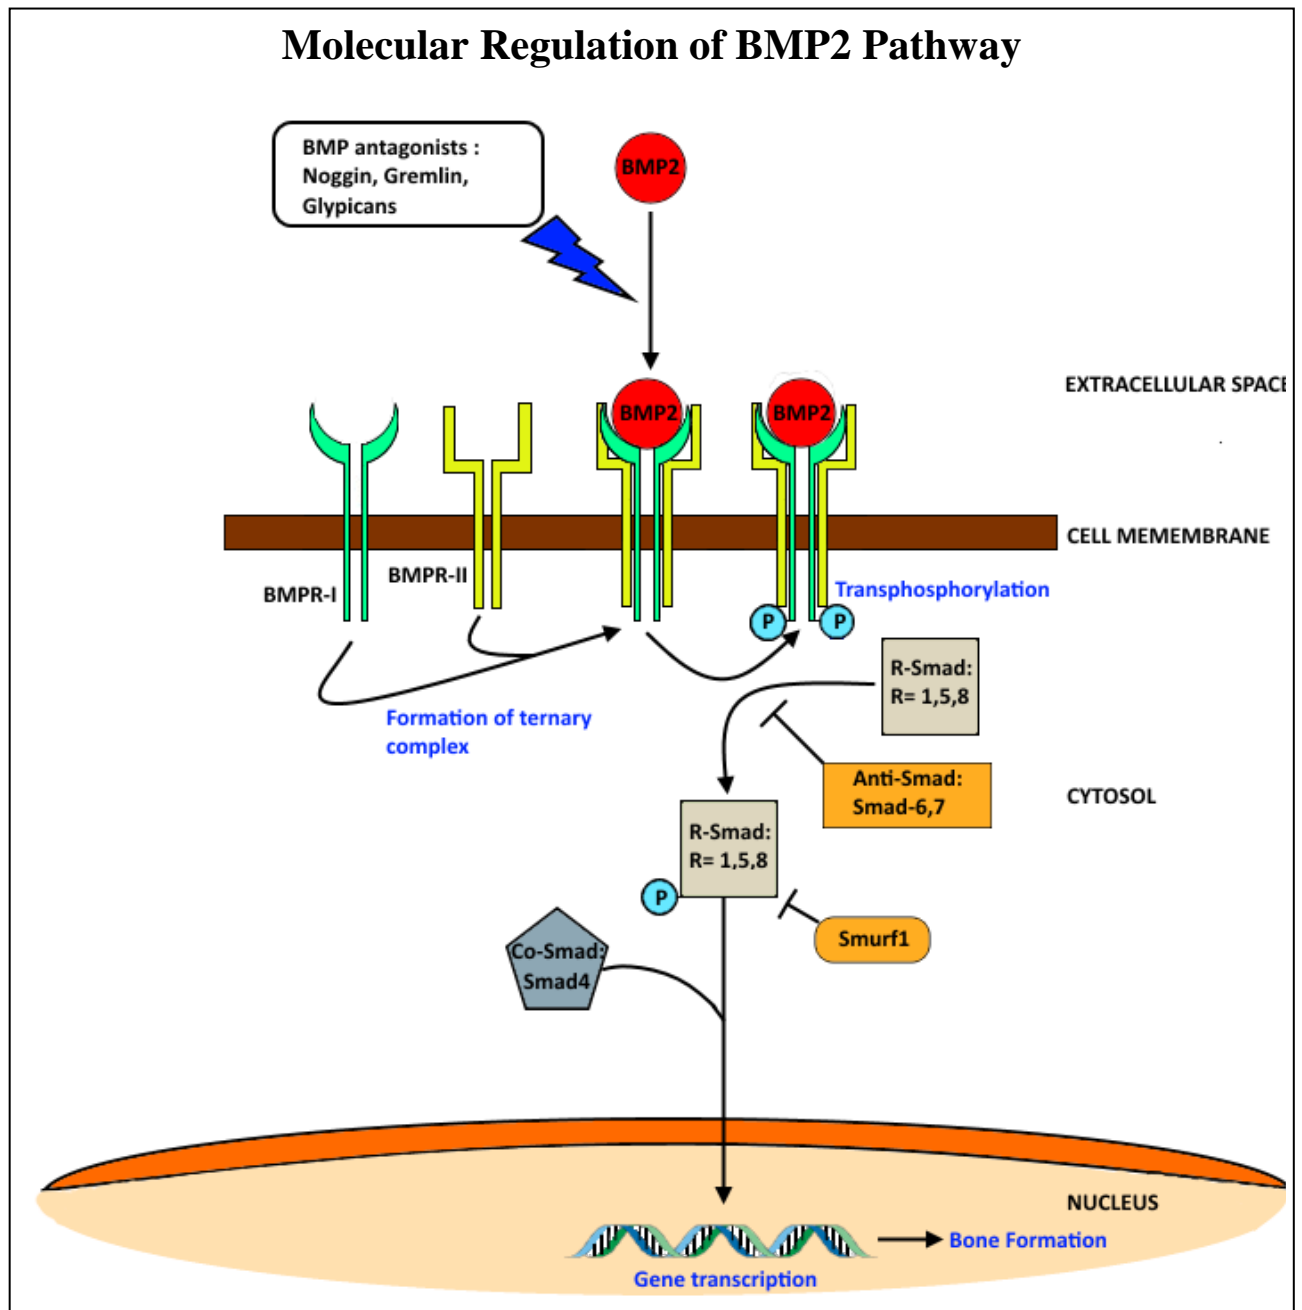 Molecular Regulation of BMP2 Pathway
BMP antagonists :
Noggin, Gremlin,
Glypicans
BMP2
EXTRACELLULAR SPACE
BMP2
BMP2
CELL MEMEMBRANE
BMPR-I
BMPR-II
Transphosphorylation
P
P
R-Smad:
R= 1,5,8
Formation of ternary
complex
Anti-Smad:
Smad-6,7
CYTOSOL
R-Smad:
R= 1,5,8
P
Smurf1
Co-Smad:
Smad4
NUCLEUS
Bone Formation
Gene transcription